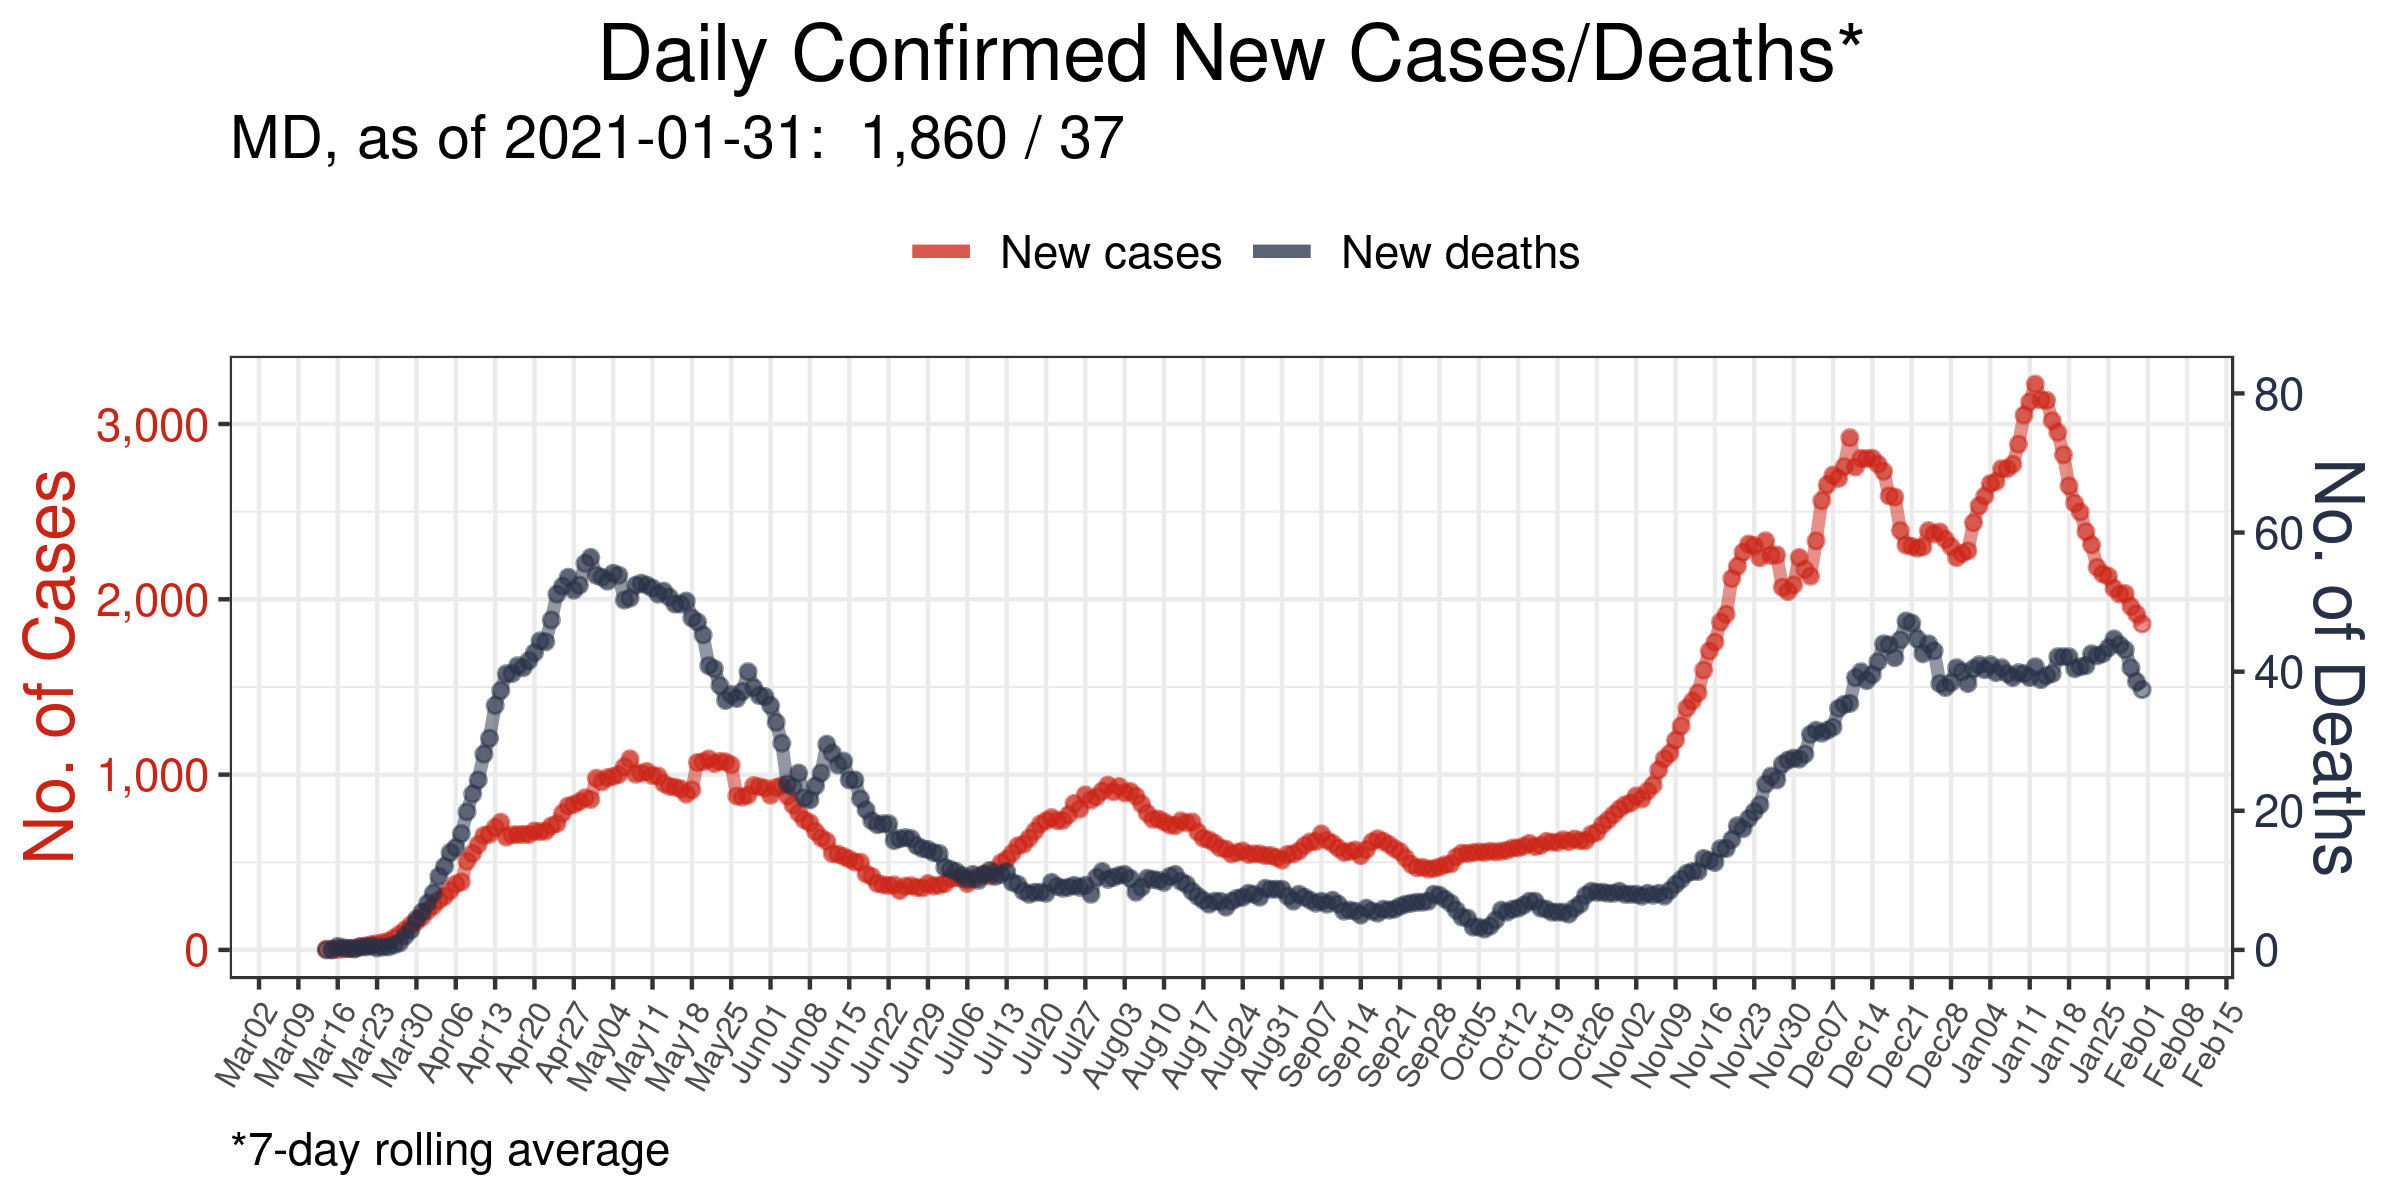 Daily Confirmed New Cases/Deaths*
MD, as of 2021-01-31:  1,860 / 37
New cases
New deaths
No. of Cases
3,000
2,000
1,000
0
80
60
40
20
0
No. of Deaths
Mar02
Mar09
Mar16
Mar23
Mar30
Apr06
Apr13
Apr20
Apr27
May04
May11
May18
May25
Jun01
Jun08
Jun15
Jun22
Jun29
Jul06
Jul13
Jul20
Jul27
Aug03
Aug10
Aug17
Aug24
Aug31
Sep07
Sep14
Sep21
Sep28
Oct05
Oct12
Oct19
Oct26
Nov02
Nov09
Nov16
Nov23
Nov30
Dec07
Dec14
Dec21
Dec28
Jan04
Jan11
Jan18
Jan25
Feb01
Feb08
Feb15
*7-day rolling average